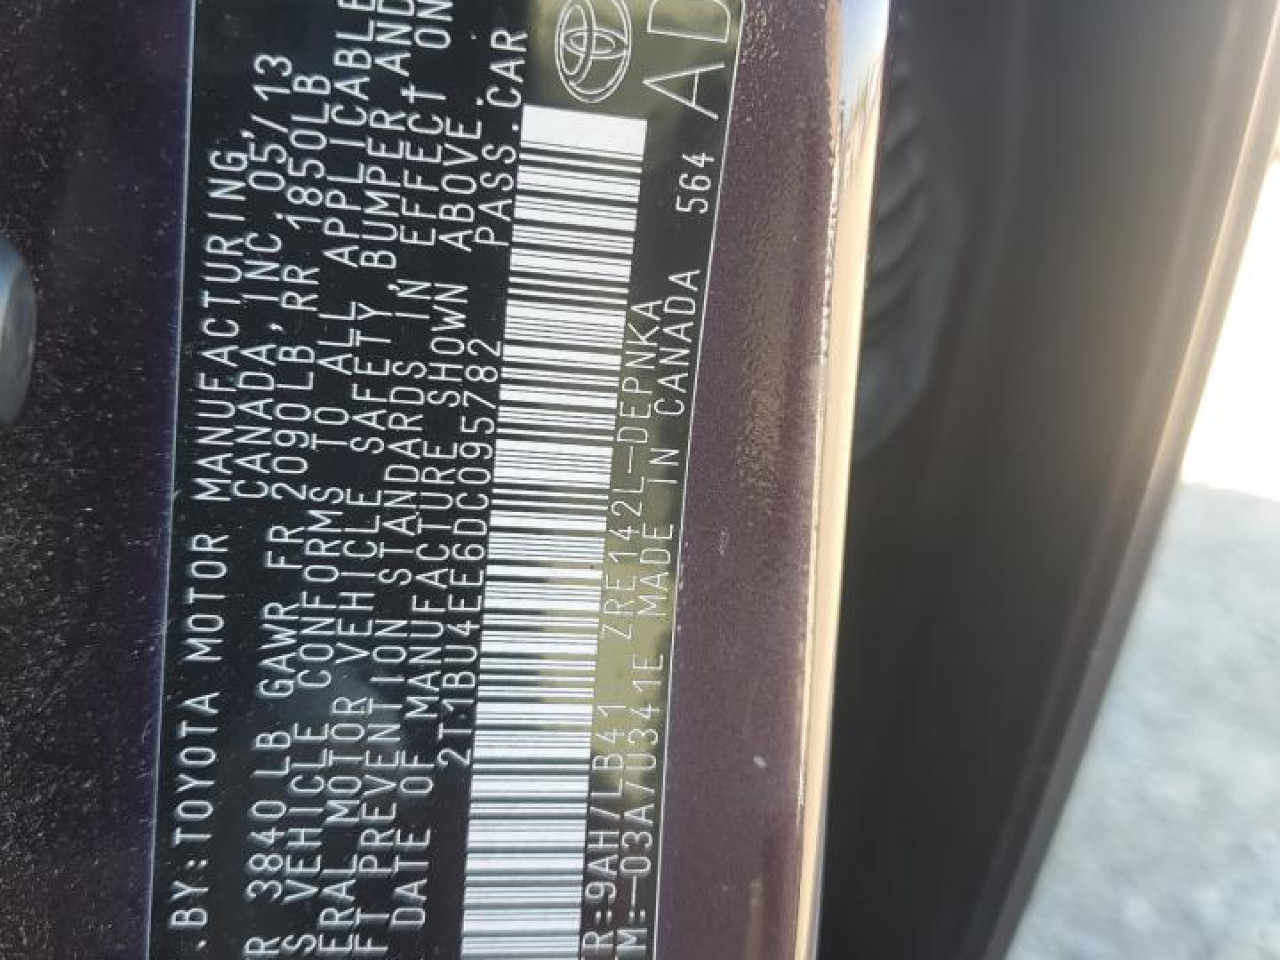 .BY:TOYOTA MOTOR MANUFACTURING,
CANADA, INC. 05/13
R 3840LB GAWR FR 2090LB, RR 1850LB
S VEHICLE CONFORMS TO ALL APPLICABLE
ERAL MOTOR VEHICLE SAFETY, BUMPER AND
FT PREVENTION STANDARDS IN EFFECT ON
DATE OF MANUFACTURE SHOWN ABOVE.
2T1BU4EE6DC095782 PASS.CAR
R:9AH/LB41 ZRE142L-DEPNKA
M:-03A7U341E MADE IN CANADA 564 AD